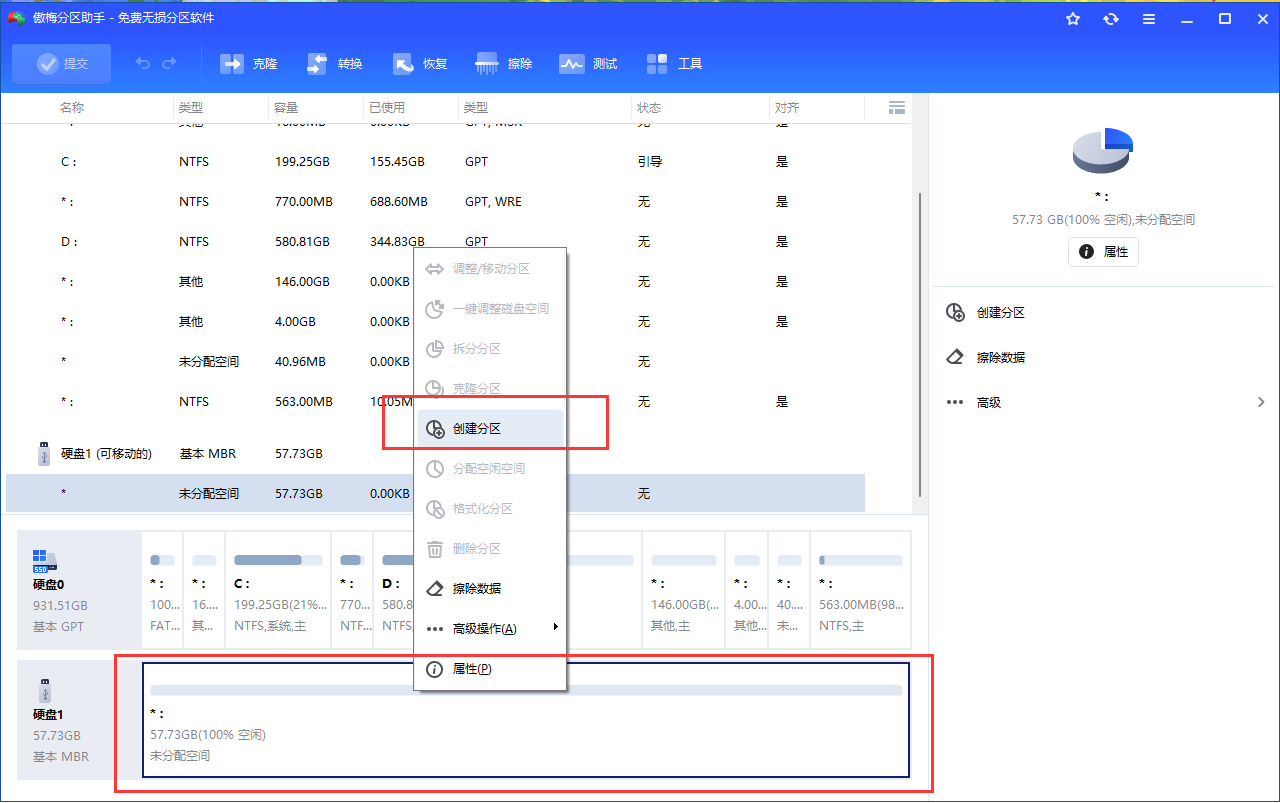 傲梅分区助手 - 免费无损分区软件
提交 克隆 转换 恢复 擦除 测试 工具
名称 类型 容量 已使用 类型 状态 对齐
* : 其他 16.00MB 0.00KB GPT, MSR 无 是
C : NTFS 199.25GB 155.45GB GPT 引导 是
* : NTFS 770.00MB 688.60MB GPT, WRE 无 是
D : NTFS 580.81GB 344.83GB GPT 无 是
* : 其他 146.00GB 0.00KB 无 是
* : 其他 4.00GB 0.00KB 无 是
* 未分配空间 40.96MB 0.00KB 无
* : NTFS 563.00MB 10.05M 无 是
硬盘1 (可移动的) 基本 MBR 57.73GB
* 未分配空间 57.73GB 0.00KB 无
调整/移动分区
一键调整磁盘空间
拆分分区
克隆分区
创建分区
分配空闲空间
格式化分区
删除分区
擦除数据
高级操作(A)
属性(P)
* :
57.73 GB(100% 空闲),未分配空间
属性
创建分区
擦除数据
高级
硬盘0
931.51GB
基本 GPT
* : * : C : * : D : * : * : * : * :
100... 16.... 199.25GB(21%... 770... 580.8 146.00GB(... 4.00... 40.... 563.00MB(98...
FAT... 其... NTFS,系统,主 NTF... NTFS, 其他,主 其他... 未... NTFS,主
硬盘1
57.73GB
基本 MBR
* :
57.73GB(100% 空闲)
未分配空间